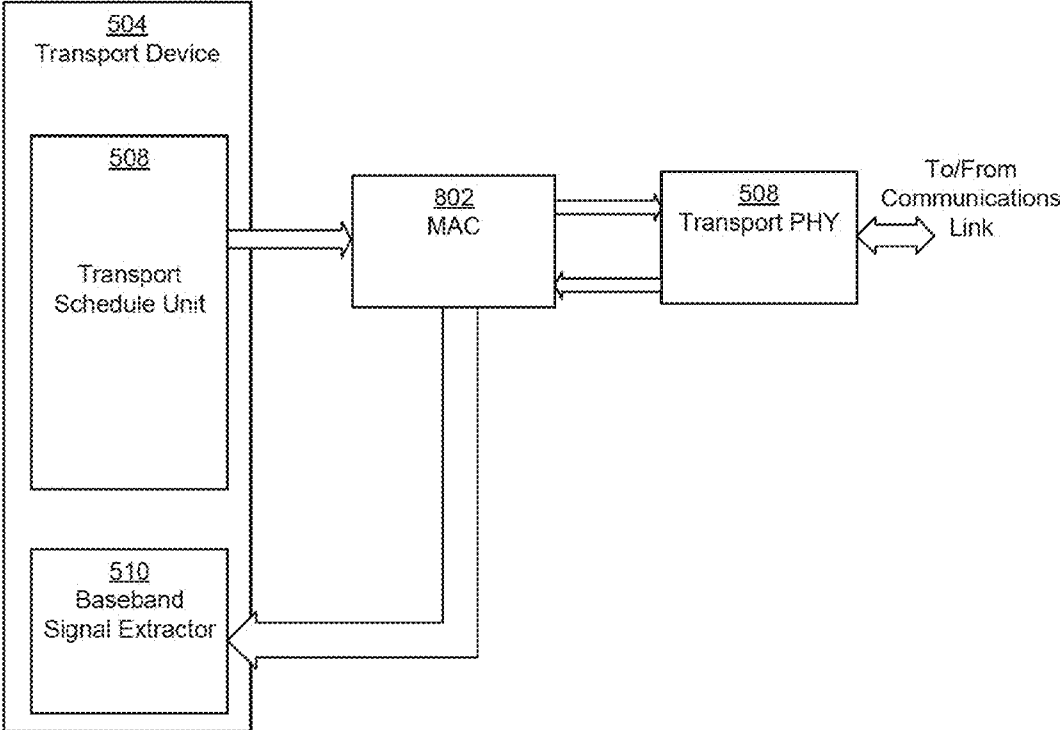 504
Transport Device
508
Transport
Schedule Unit
802
MAC
508
Transport PHY
To/From
Communications
Link
510
Baseband
Signal Extractor